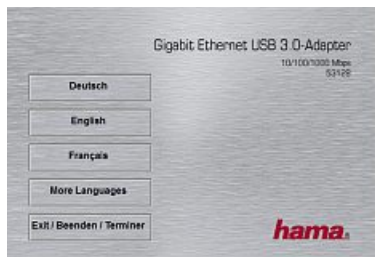 Gigabit Ethernet USB 3.0-Adapter
10/100/1000 Mbps
53128
Deutsch
English
Français
More Languages
Exit / Beenden / Terminer
hama